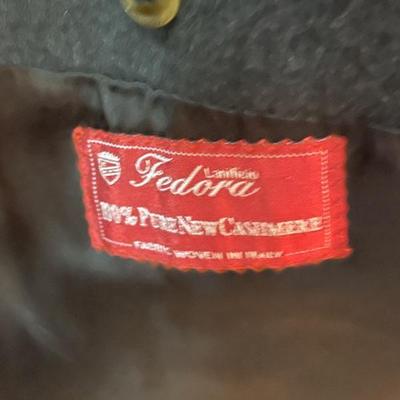 Lanificio
Fedora
100% PURE NEW CASHMERE
FABRIC WOVEN IN ITALY